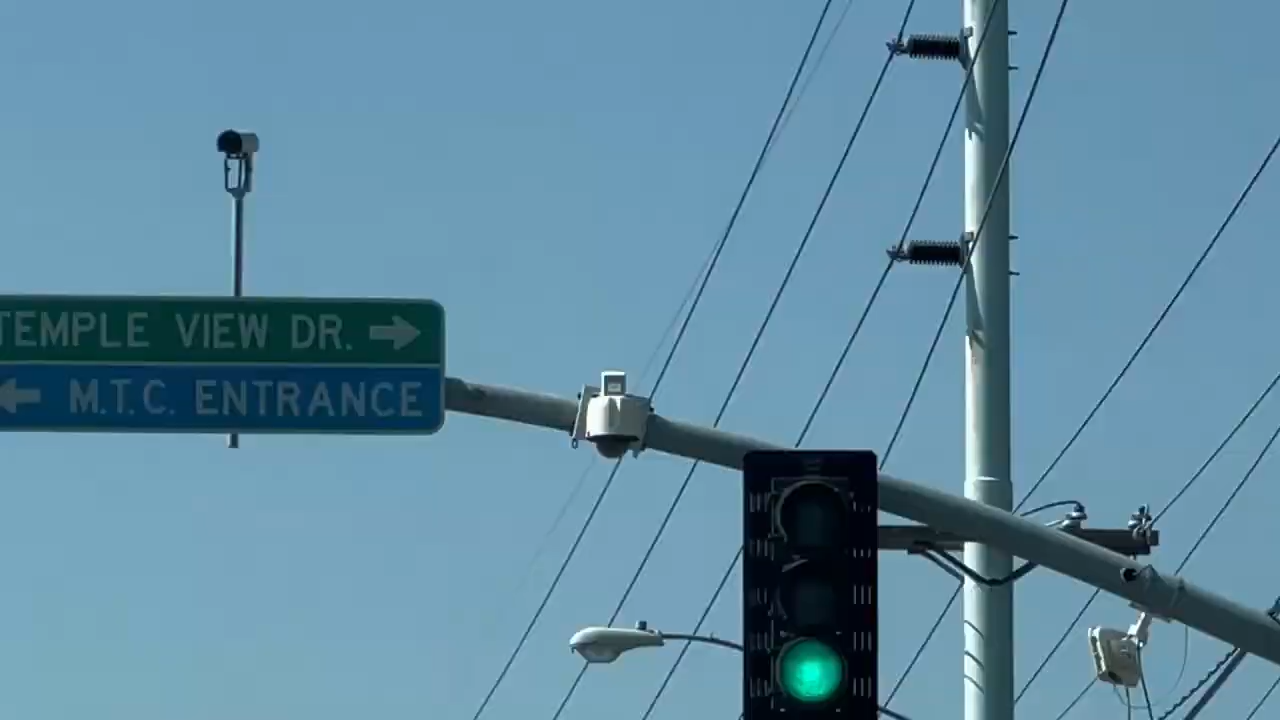 TEMPLE VIEW DR. →
← M.T.C. ENTRANCE